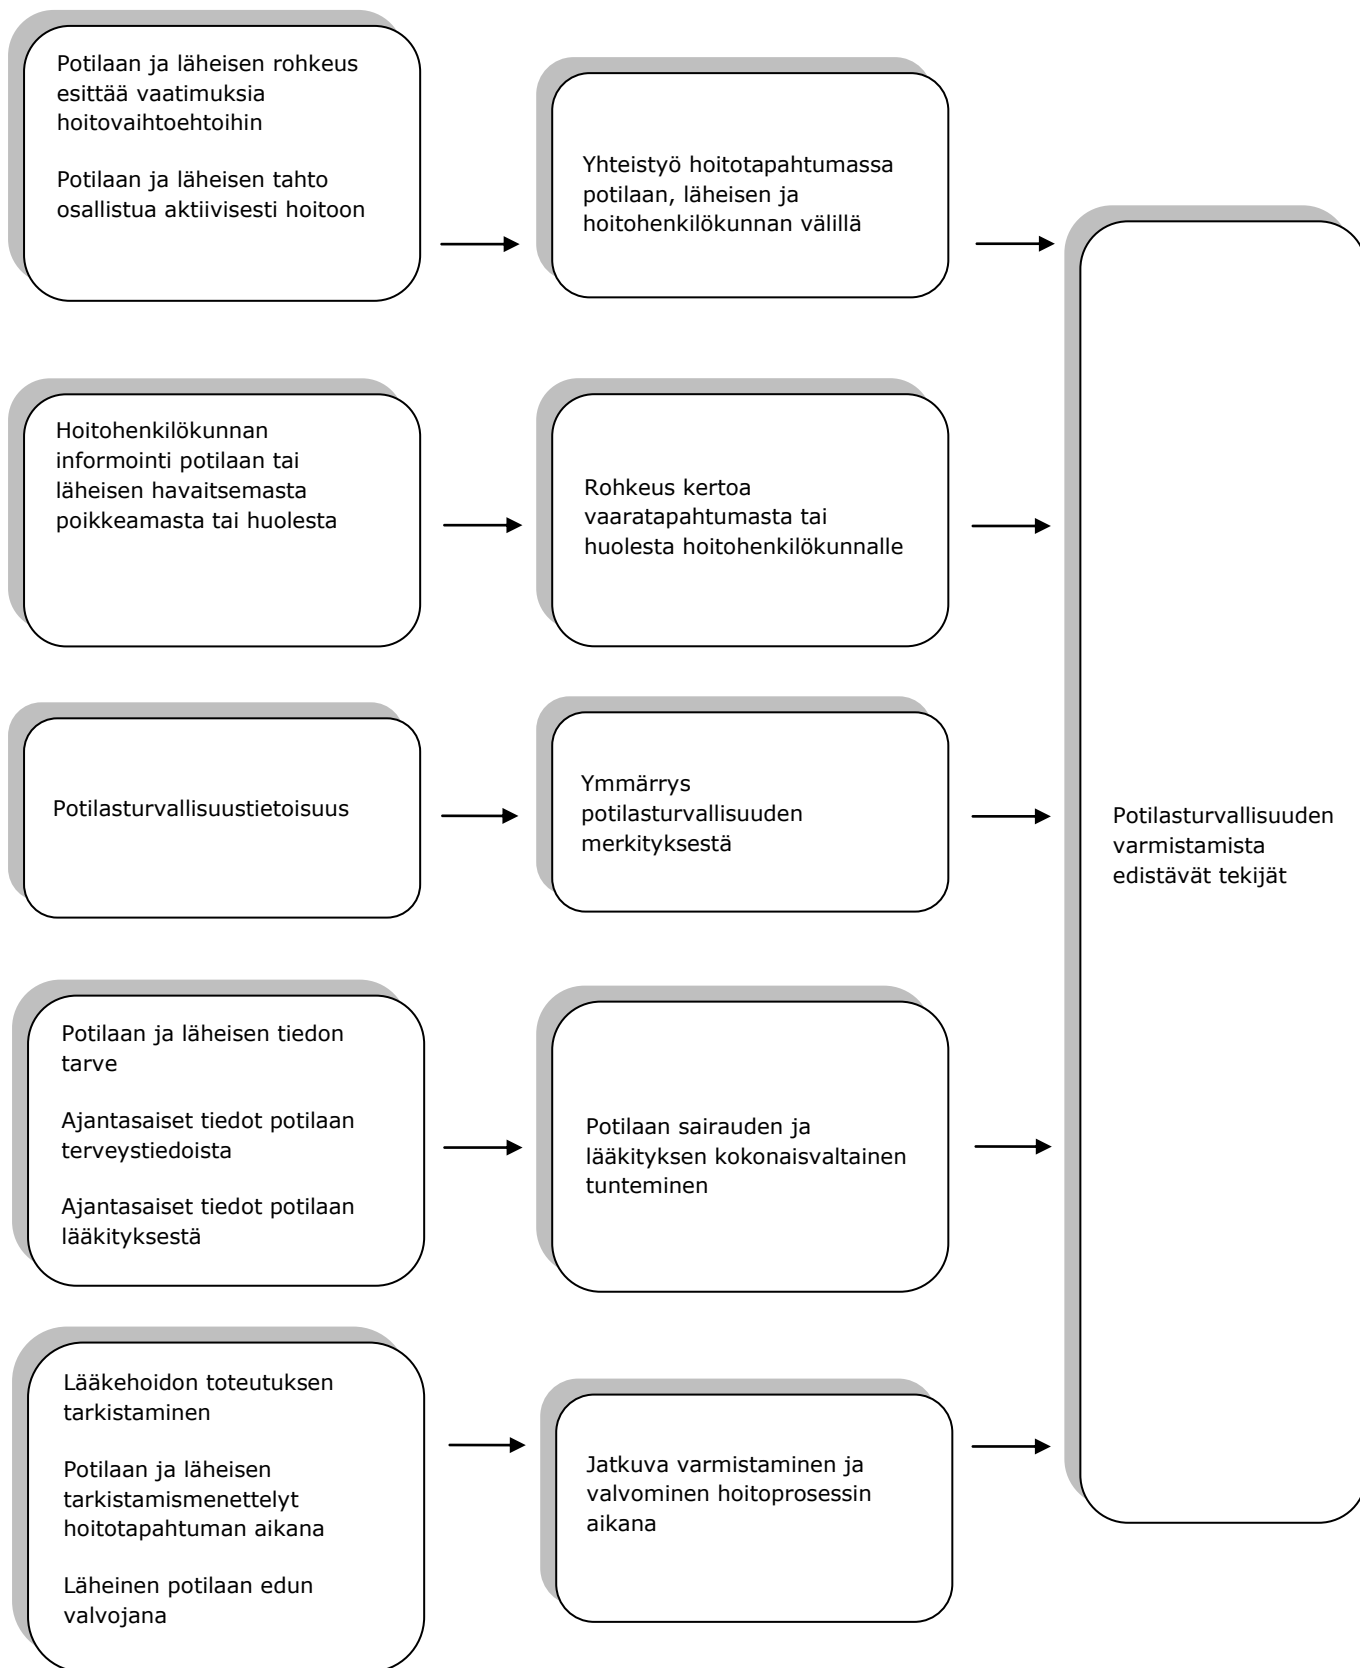 Potilaan ja läheisen rohkeus
esittää vaatimuksia
hoitovaihtoehtoihin
Potilaan ja läheisen tahto
osallistua aktiivisesti hoitoon
Yhteistyö hoitotapahtumassa
potilaan, läheisen ja
hoitohenkilökunnan välillä
Hoitohenkilökunnan
informointi potilaan tai
läheisen havaitsemasta
poikkeamasta tai huolesta
Rohkeus kertoa
vaaratapahtumasta tai
huolesta hoitohenkilökunnalle
Potilasturvallisuustietoisuus
Ymmärrys
potilasturvallisuuden
merkityksestä
Potilaan ja läheisen tiedon
tarve
Ajantasaiset tiedot potilaan
terveystiedoista
Ajantasaiset tiedot potilaan
lääkityksestä
Potilaan sairauden ja
lääkityksen kokonaisvaltainen
tunteminen
Lääkehoidon toteutuksen
tarkistaminen
Potilaan ja läheisen
tarkistamismenettelyt
hoitotapahtuman aikana
Läheinen potilaan edun
valvojana
Jatkuva varmistaminen ja
valvominen hoitoprosessin
aikana
Potilasturvallisuuden
varmistamista
edistävät tekijät